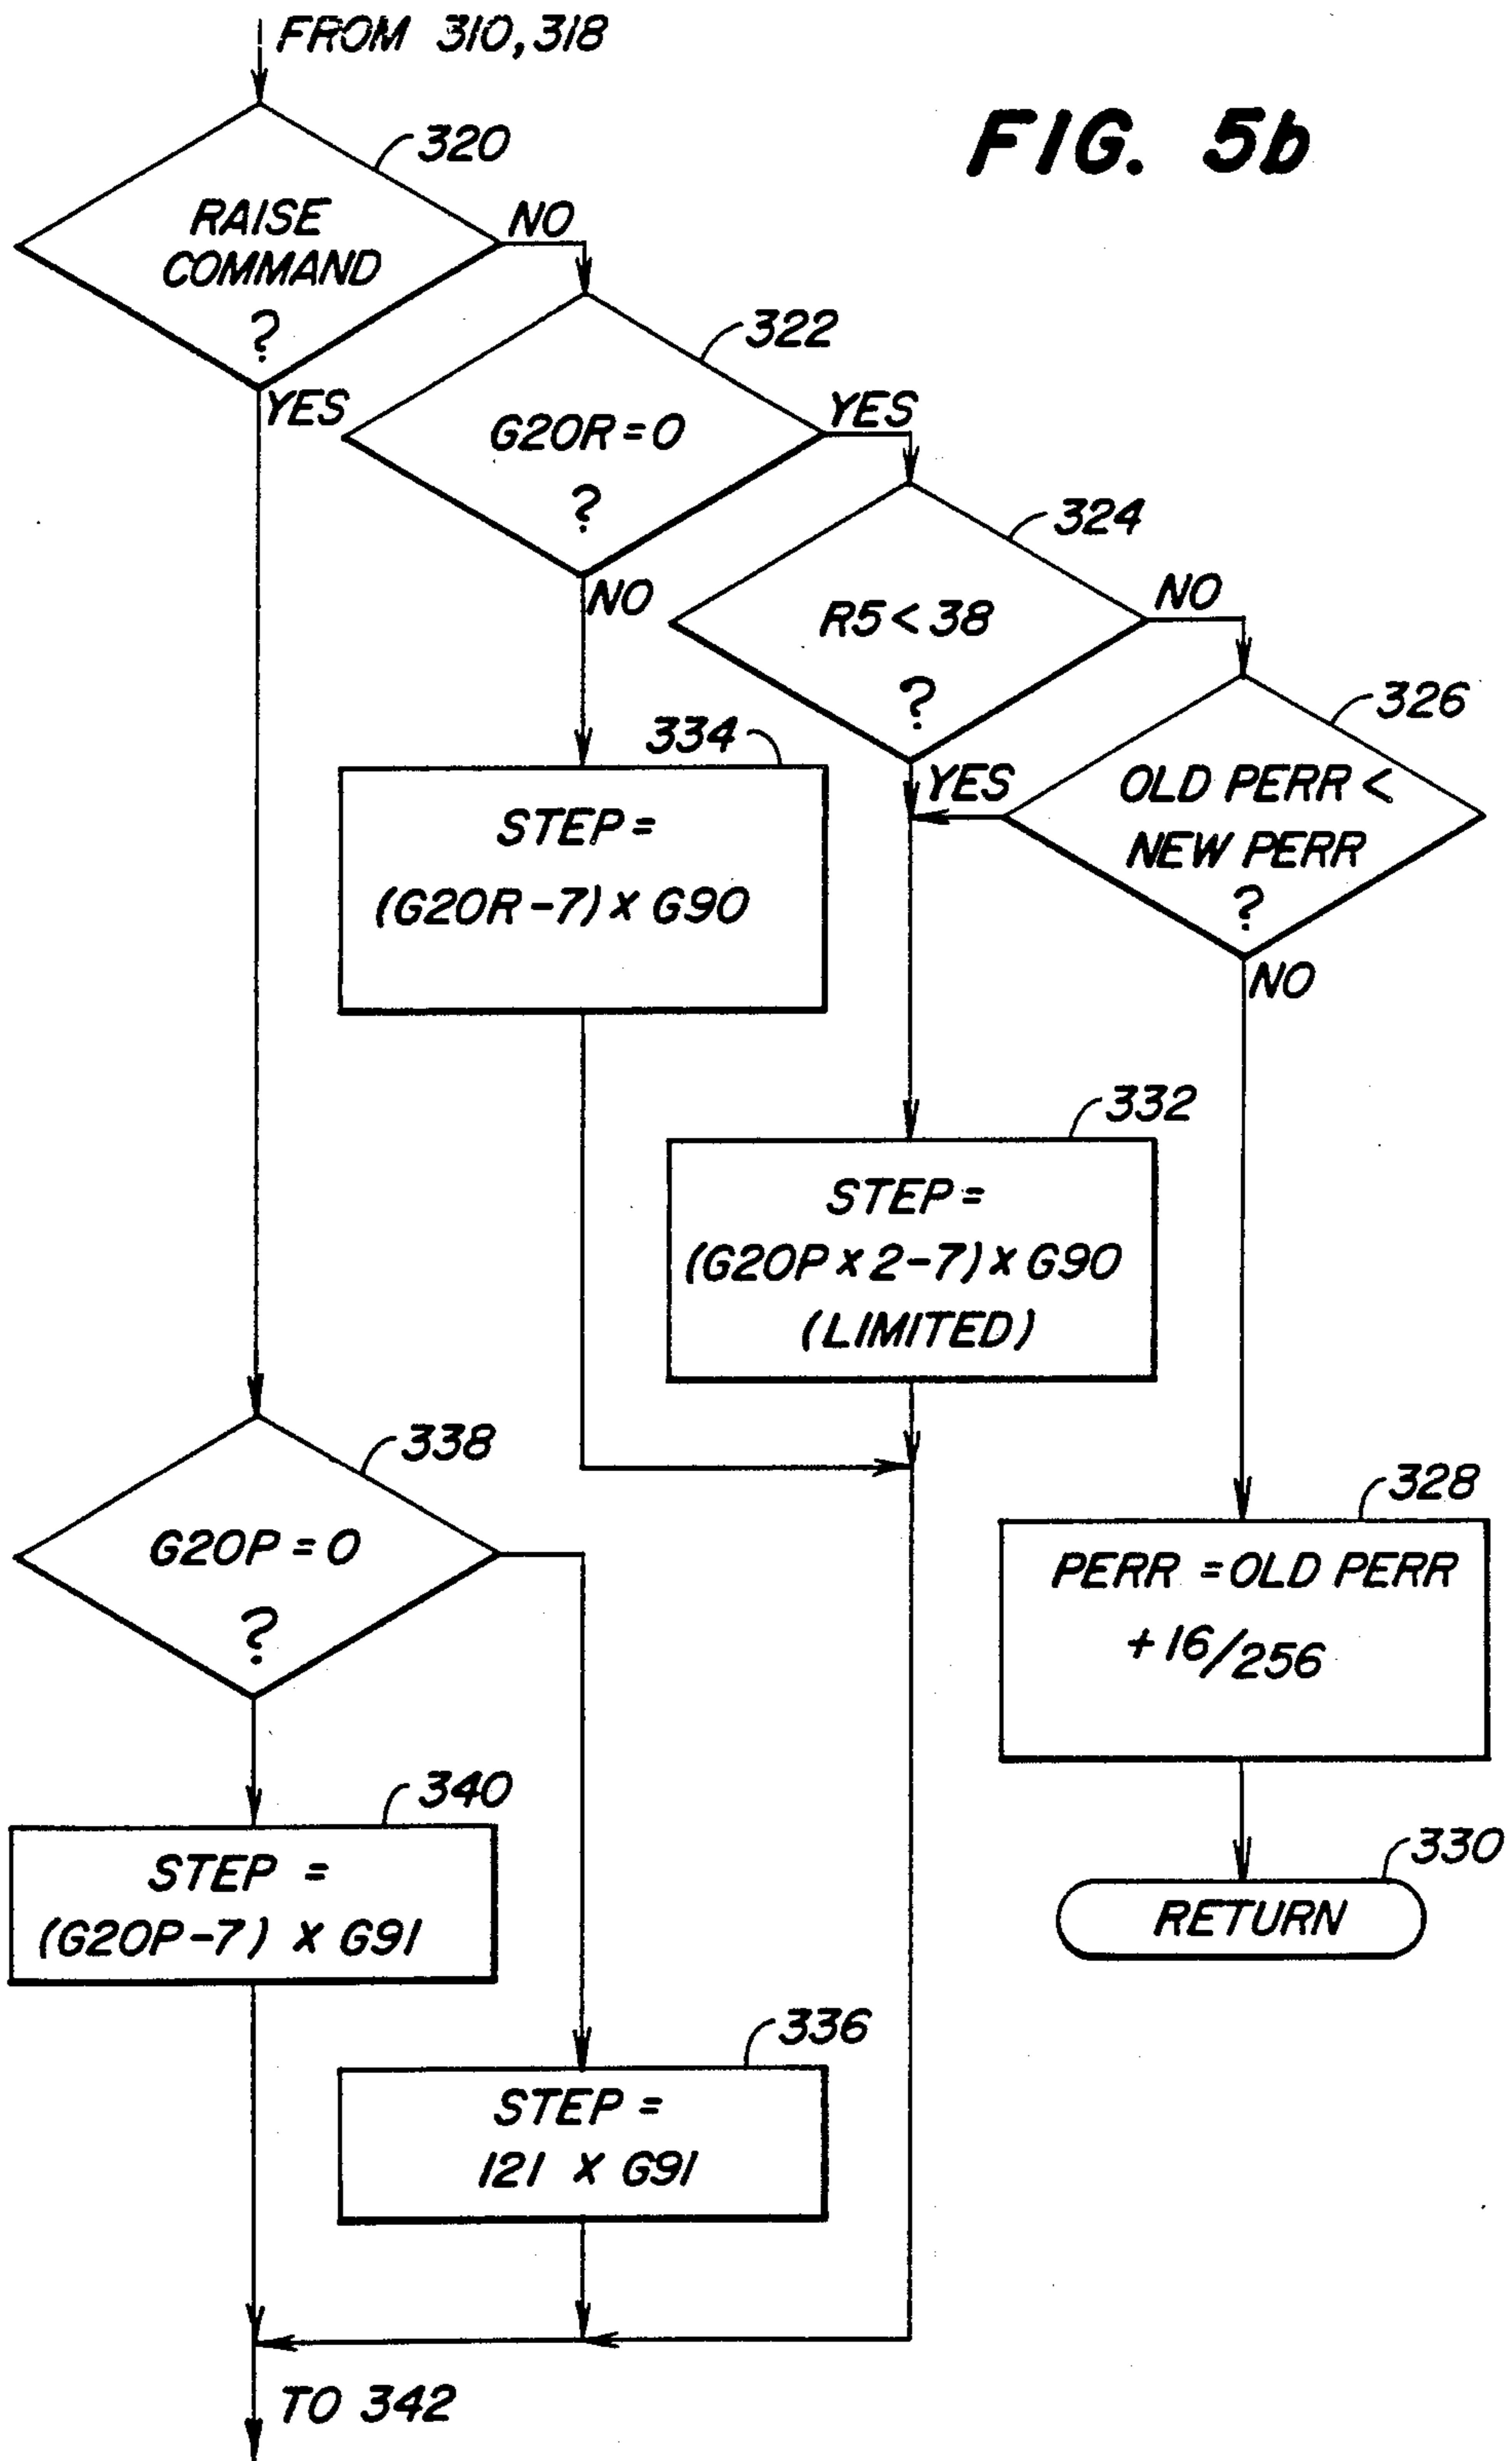 FROM 310,318
FIG. 5b
320
RAISE
COMMAND
?
NO
YES
322
G20R=0
?
YES
NO
324
R5<38
?
NO
YES
326
OLD PERR<
NEW PERR
?
NO
334
STEP=
(G20R-7)x G90
332
STEP=
(G20P x 2-7) x G90
(LIMITED)
338
G20P=0
?
328
PERR =OLD PERR
+16/256
340
STEP =
(G20P-7) x G91
330
RETURN
336
STEP =
121 x G91
TO 342